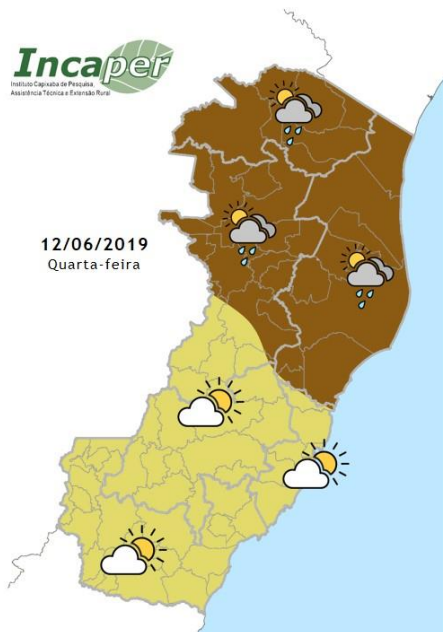 Incaper
Instituto Capixaba de Pesquisa,
Assistência Técnica e Extensão Rural
12/06/2019
Quarta-feira